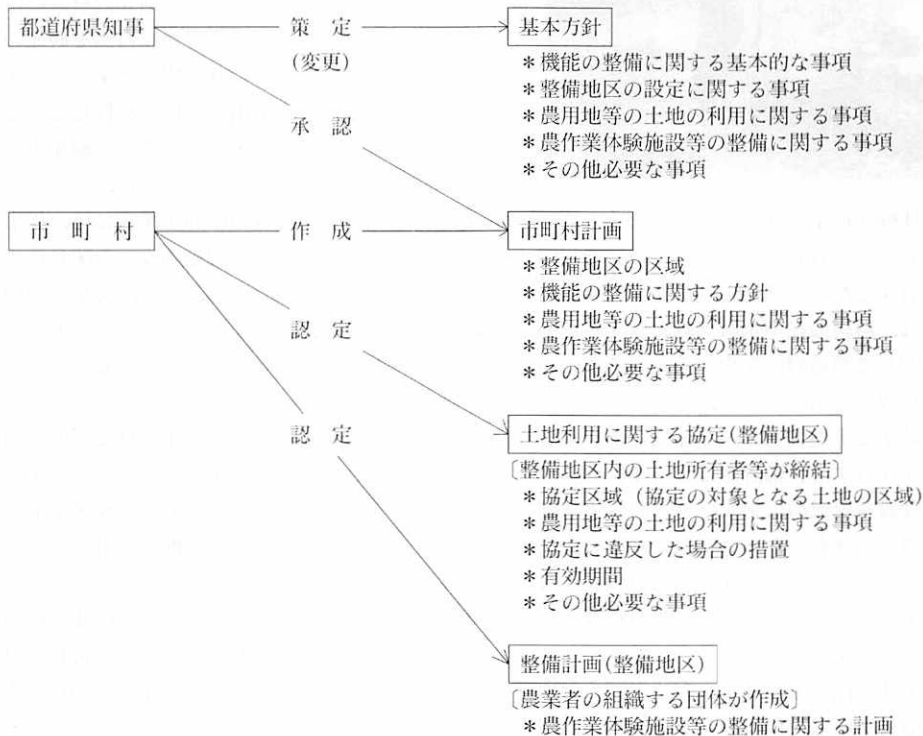 都道府県知事
策 定
(変更)
承 認
基本方針
＊機能の整備に関する基本的な事項
＊整備地区の設定に関する事項
＊農用地等の土地の利用に関する事項
＊農作業体験施設等の整備に関する事項
＊その他必要な事項
市 町 村
作 成
認 定
認 定
市町村計画
＊整備地区の区域
＊機能の整備に関する方針
＊農用地等の土地の利用に関する事項
＊農作業体験施設等の整備に関する事項
＊その他必要な事項
土地利用に関する協定(整備地区)
〔整備地区内の土地所有者等が締結〕
＊協定区域（協定の対象となる土地の区域）
＊農用地等の土地の利用に関する事項
＊協定に違反した場合の措置
＊有効期間
＊その他必要な事項
整備計画(整備地区)
〔農業者の組織する団体が作成〕
＊農作業体験施設等の整備に関する計画